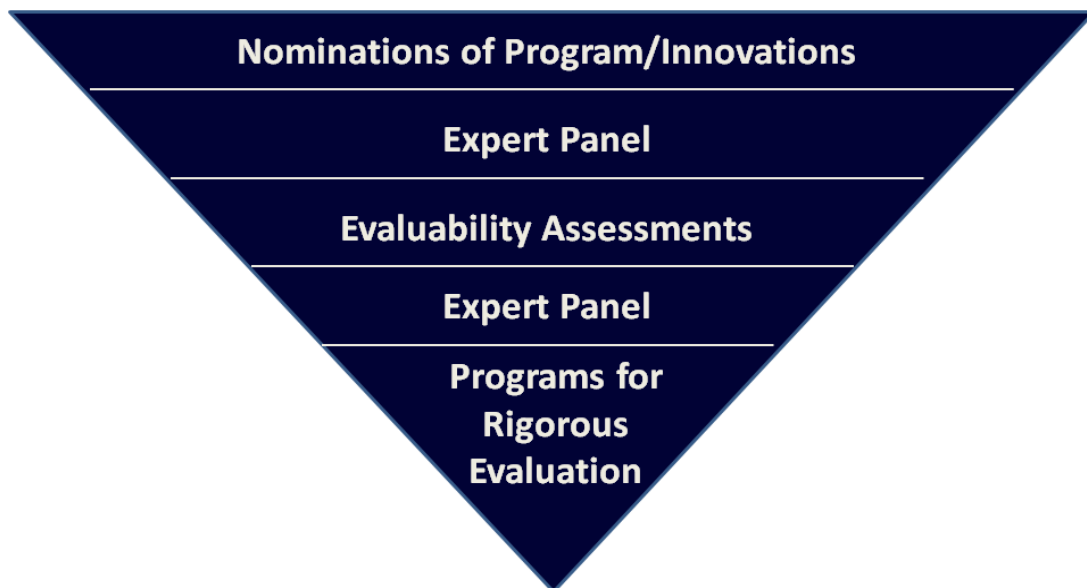 Nominations of Program/Innovations
Expert Panel
Evaluability Assessments
Expert Panel
Programs for
Rigorous
Evaluation